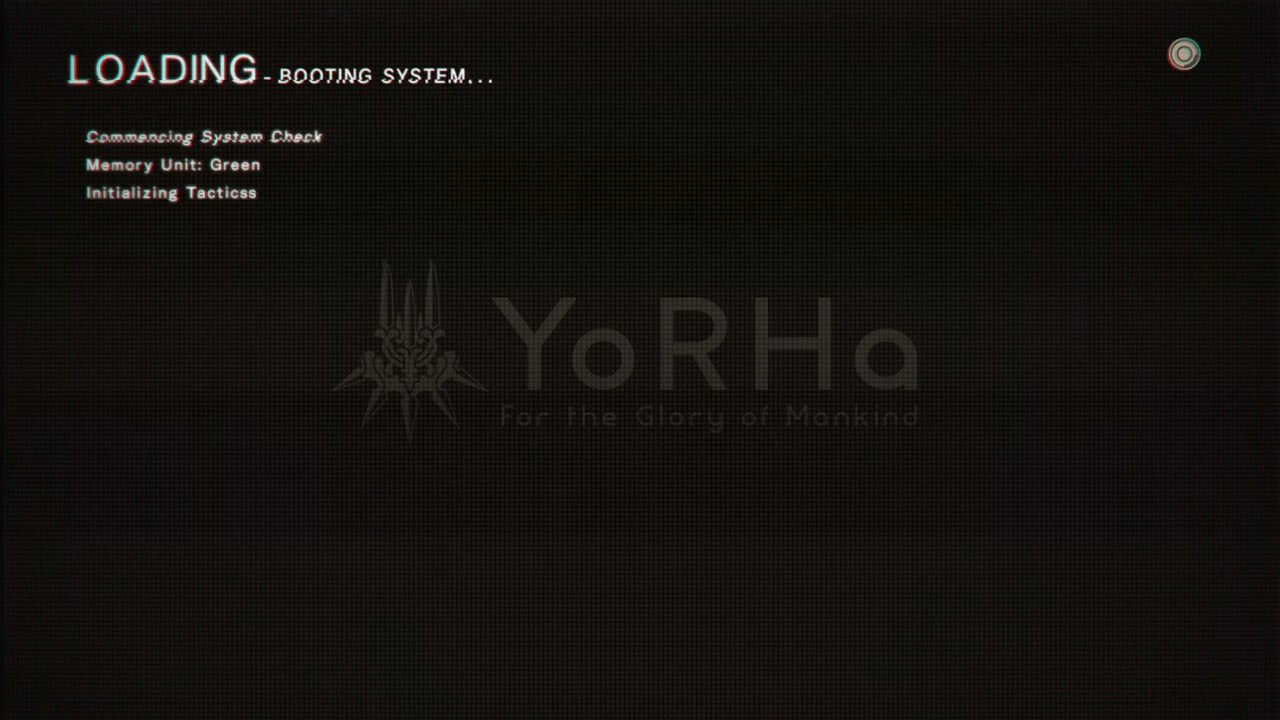 LOADING - BOOTING SYSTEM...
Commencing System Check
Memory Unit: Green
Initializing Tacticss
YoRHa
For the Glory of Mankind